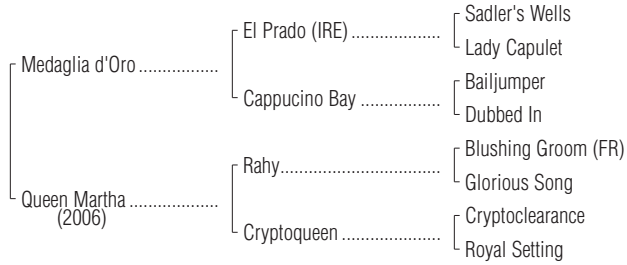 Sadler's Wells
El Prado (IRE) ....................
Lady Capulet
Medaglia d'Oro ................
Bailjumper
Cappucino Bay ..................
Dubbed In
Blushing Groom (FR)
Rahy....................................
Glorious Song
Queen Martha ..................
(2006)
Cryptoclearance
Cryptoqueen ......................
Royal Setting